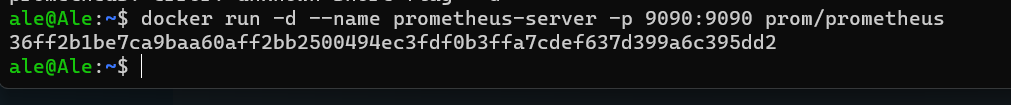 ale@Ale:~$ docker run -d --name prometheus-server -p 9090:9090 prom/prometheus
36ff2b1be7ca9baa60aff2bb2500494ec3fdf0b3ffa7cdef637d399a6c395dd2
ale@Ale:~$